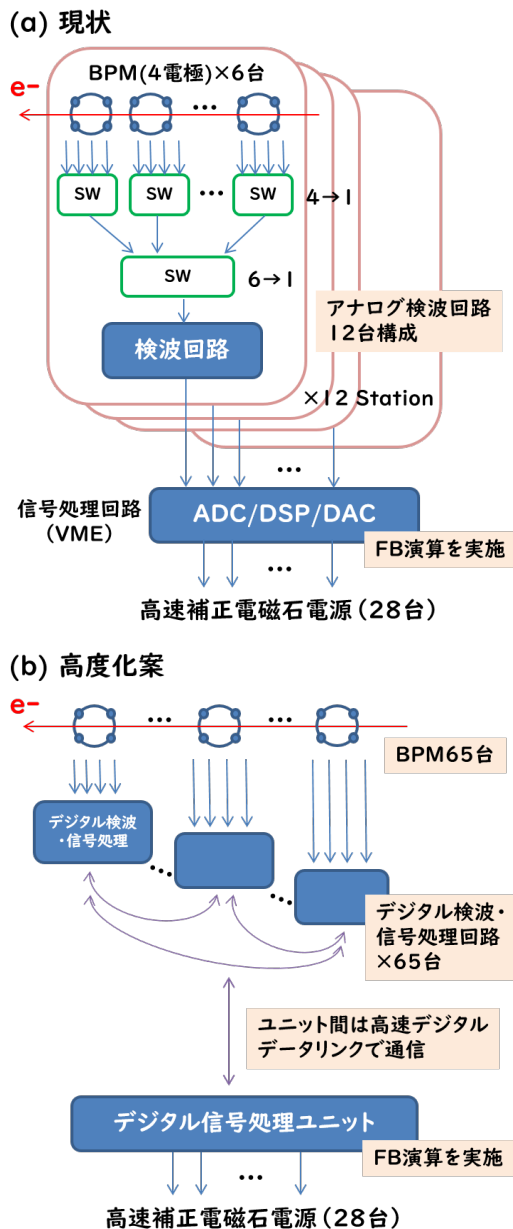 (a) 現状
BPM(4電極)×6台
e-
...
SW
SW
...
SW
4→1
SW
6→1
検波回路
アナログ検波回路
12台構成
×12 Station
...
信号処理回路
(VME)
ADC/DSP/DAC
FB演算を実施
...
高速補正電磁石電源(28台)
(b) 高度化案
e-
...
...
BPM65台
デジタル検波
・信号処理
...
...
デジタル検波・
信号処理回路
×65台
ユニット間は高速デジタル
データリンクで通信
デジタル信号処理ユニット
FB演算を実施
...
高速補正電磁石電源(28台)